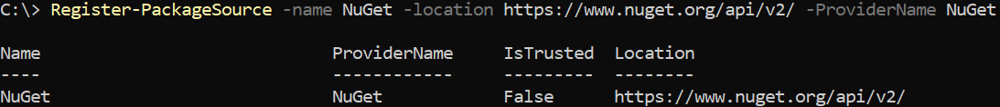 C:\> Register-PackageSource -name NuGet -location https://www.nuget.org/api/v2/ -ProviderName NuGet
Name                           ProviderName     IsTrusted  Location
----                           ------------     ---------  --------
NuGet                          NuGet            False      https://www.nuget.org/api/v2/